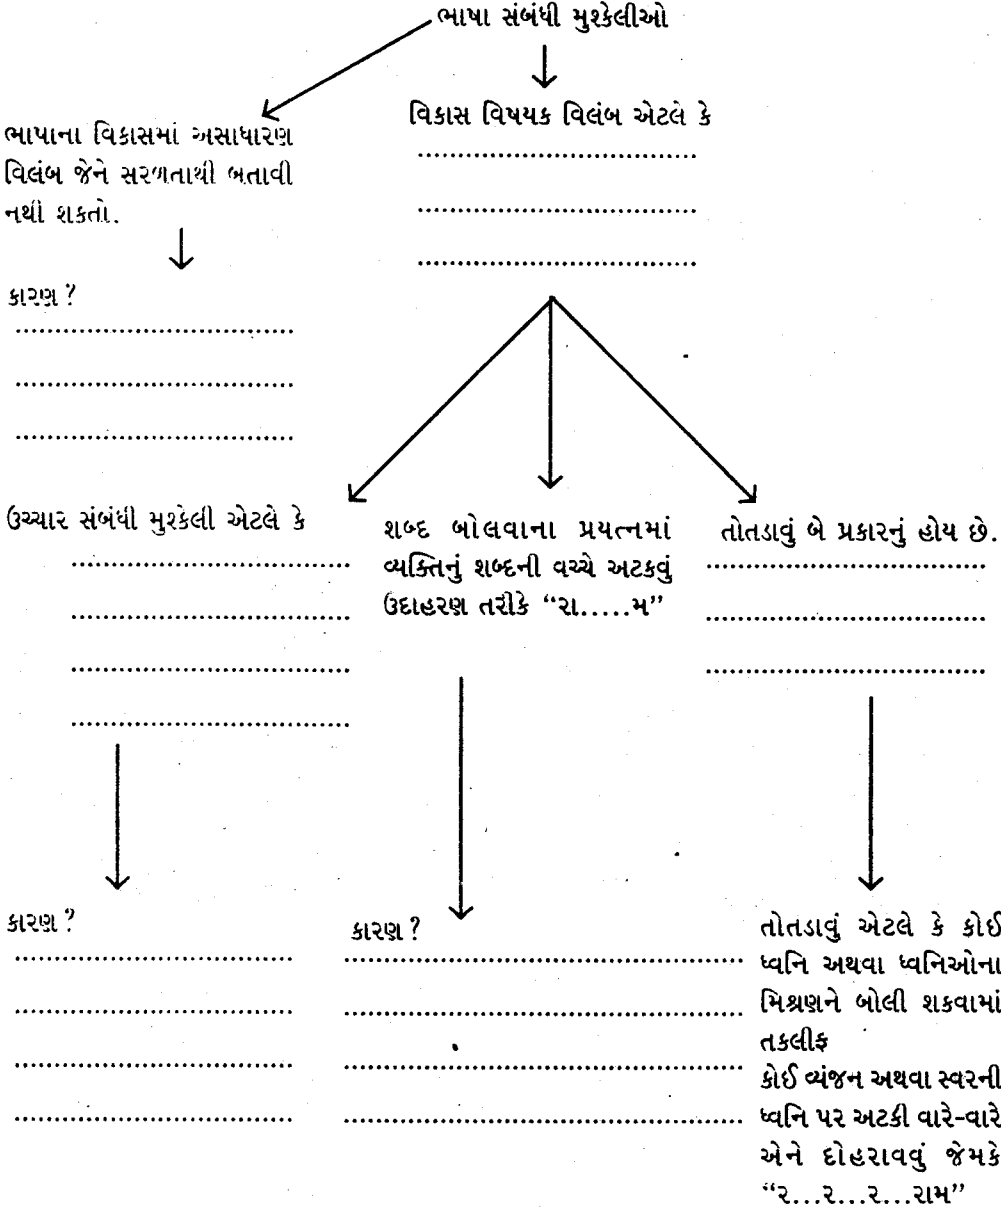 ભાષા સંબંધી મુશ્કેલીઓ
ભાષાના વિકાસમાં અસાધારણ
વિલંબ જેને સરળતાથી બતાવી
નથી શકતો.
વિકાસ વિષયક વિલંબ એટલે કે
................................................
................................................
................................................
કારણ ?
................................................
................................................
................................................
ઉચ્ચાર સંબંધી મુશ્કેલી એટલે કે
................................................
................................................
................................................
................................................
શબ્દ બોલવાના પ્રયત્નમાં
વ્યક્તિનું શબ્દની વચ્ચે અટકવું
ઉદાહરણ તરીકે “રા.....મ”
તોતડાવું બે પ્રકારનું હોય છે.
................................................
................................................
................................................
કારણ ?
................................................
................................................
................................................
................................................
કારણ ?
................................................
................................................
................................................
................................................
તોતડાવું એટલે કે કોઈ
ધ્વનિ અથવા ધ્વનિઓના
મિશ્રણને બોલી શકવામાં
તકલીફ
કોઈ વ્યંજન અથવા સ્વરની
ધ્વનિ પર અટકી વારે-વારે
એને દોહરાવવું જેમકે
“ર...ર...ર...રામ”